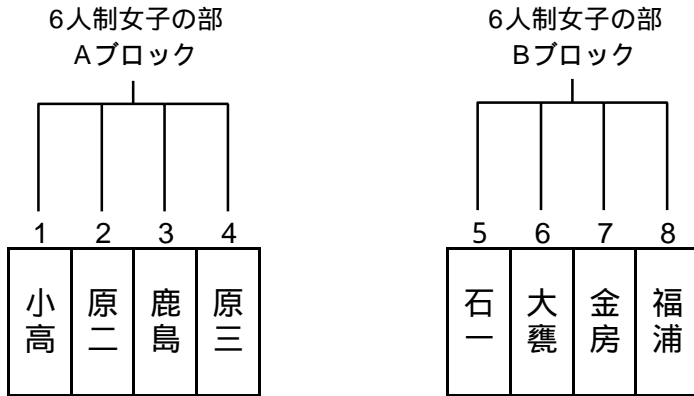 6人制女子の部
Aブロック
1
2
3
4
小高
原二
鹿島
原三
6人制女子の部
Bブロック
5
6
7
8
石一
大甕
金房
福浦